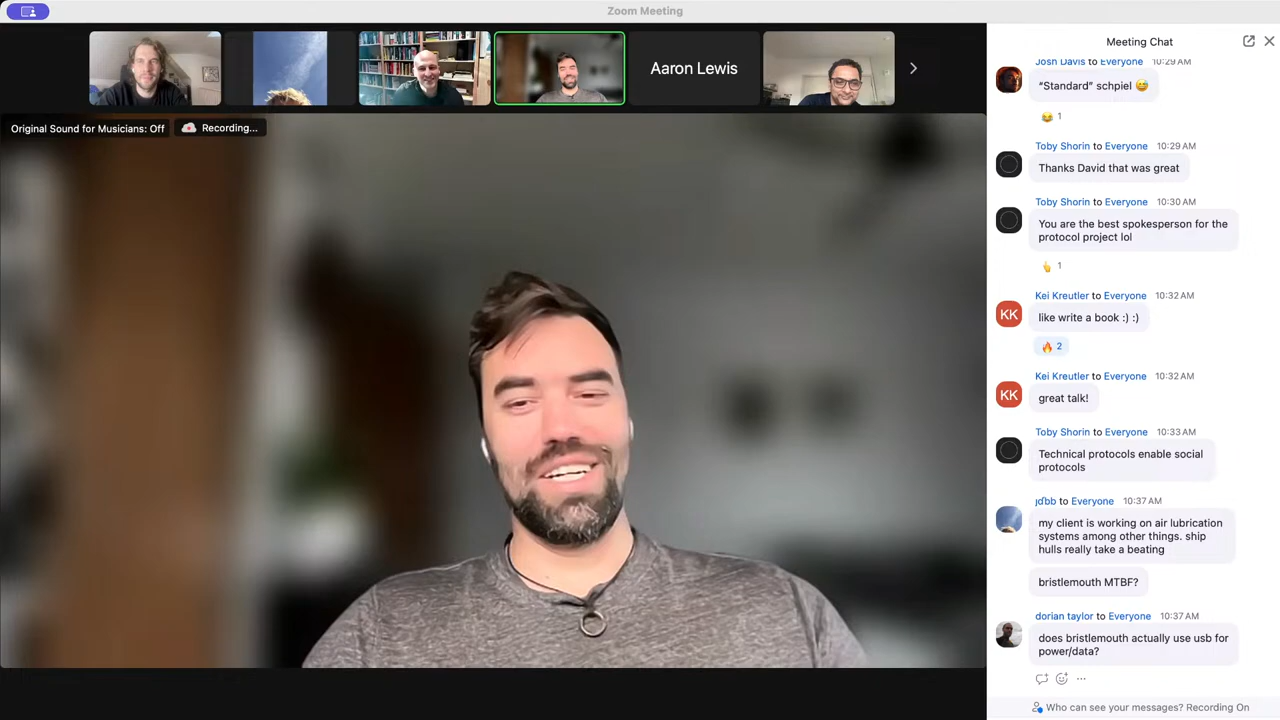 Zoom Meeting
Aaron Lewis
Original Sound for Musicians: Off
Recording...
Meeting Chat
Josh Davis to Everyone 10:29 AM
“Standard” schpiel 😅
😂 1
Toby Shorin to Everyone 10:29 AM
Thanks David that was great
Toby Shorin to Everyone 10:30 AM
You are the best spokesperson for the
protocol project lol
👆 1
Kei Kreutler to Everyone 10:32 AM
KK
like write a book :) :)
🔥 2
Kei Kreutler to Everyone 10:32 AM
KK
great talk!
Toby Shorin to Everyone 10:33 AM
Technical protocols enable social
protocols
to Everyone 10:37 AM
my client is working on air lubrication
systems among other things. ship
hulls really take a beating
bristlemouth MTBF?
dorian taylor to Everyone 10:37 AM
does bristlemouth actually use usb for
power/data?
Who can see your messages? Recording On